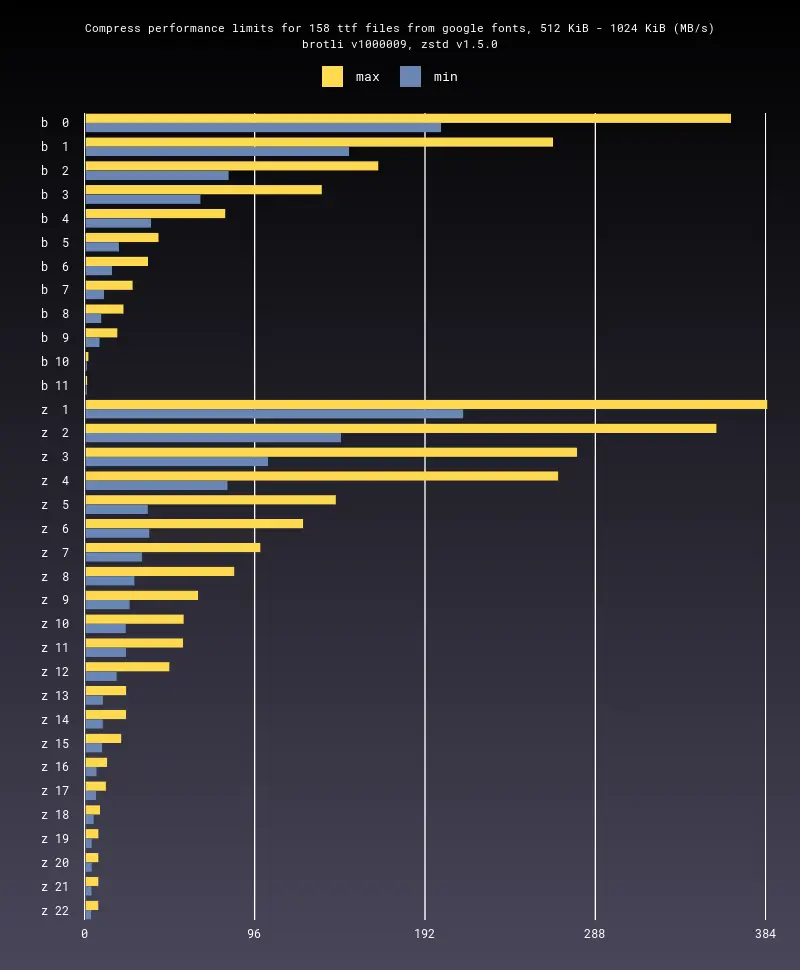 Compress performance limits for 158 ttf files from google fonts, 512 KiB - 1024 KiB (MB/s)
brotli v1000009, zstd v1.5.0
max min
b 0
b 1
b 2
b 3
b 4
b 5
b 6
b 7
b 8
b 9
b 10
b 11
z 1
z 2
z 3
z 4
z 5
z 6
z 7
z 8
z 9
z 10
z 11
z 12
z 13
z 14
z 15
z 16
z 17
z 18
z 19
z 20
z 21
z 22
0 96 192 288 384